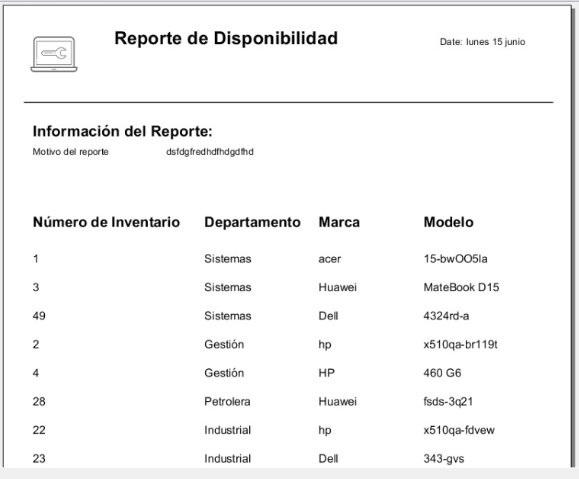 Reporte de Disponibilidad
Date: lunes 15 junio
Información del Reporte:
Motivo del reporte dsfdgfredhdfhdgdfhd
Número de Inventario Departamento Marca Modelo
1 Sistemas acer 15-bwOO5la
3 Sistemas Huawei MateBook D15
49 Sistemas Dell 4324rd-a
2 Gestión hp x510qa-br119t
4 Gestión HP 460 G6
28 Petrolera Huawei fsds-3q21
22 Industrial hp x510qa-fdvew
23 Industrial Dell 343-gvs